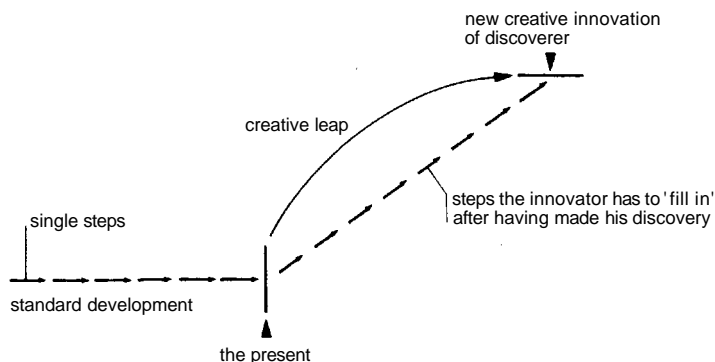 new creative innovation
of discoverer
creative leap
steps the innovator has to 'fill in'
after having made his discovery
single steps
standard development
the present